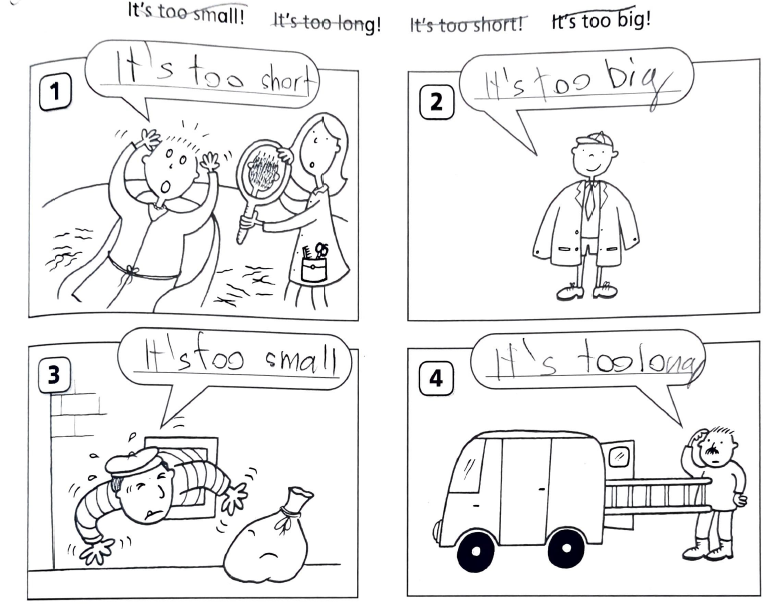 It's too small! It's too long! It's too short! It's too big!
1
It's too short
2
It's too big
3
It's too small
4
It's too long